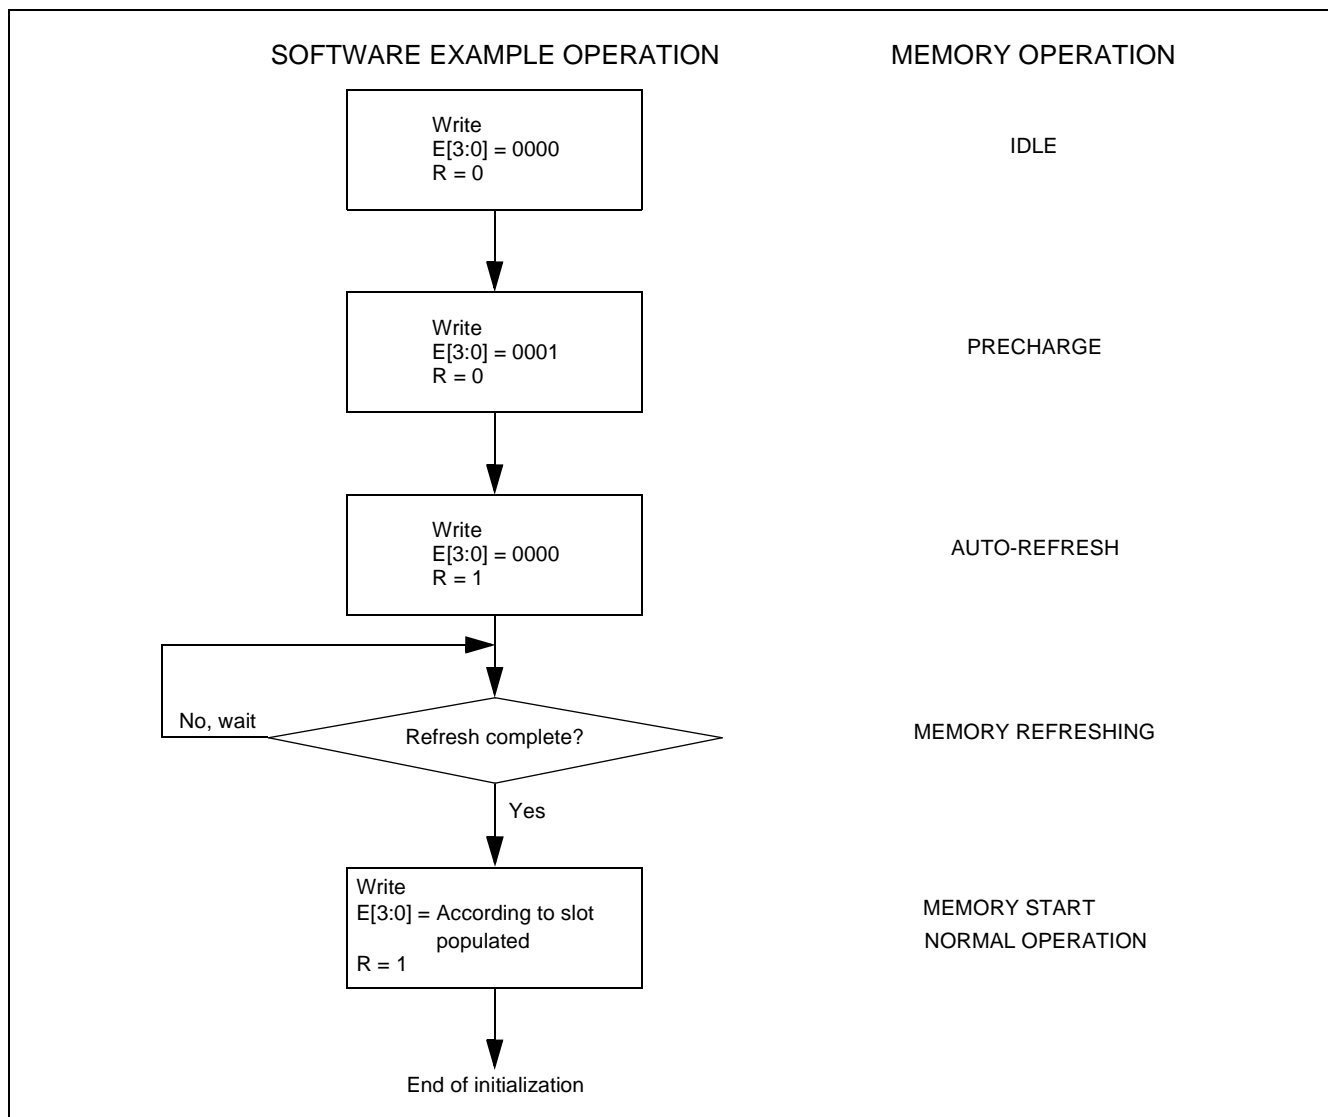 SOFTWARE EXAMPLE OPERATION
MEMORY OPERATION
Write
E[3:0] = 0000
R = 0
IDLE
Write
E[3:0] = 0001
R = 0
PRECHARGE
Write
E[3:0] = 0000
R = 1
AUTO-REFRESH
No, wait
Refresh complete?
MEMORY REFRESHING
Yes
Write
E[3:0] = According to slot
populated
R = 1
MEMORY START
NORMAL OPERATION
End of initialization